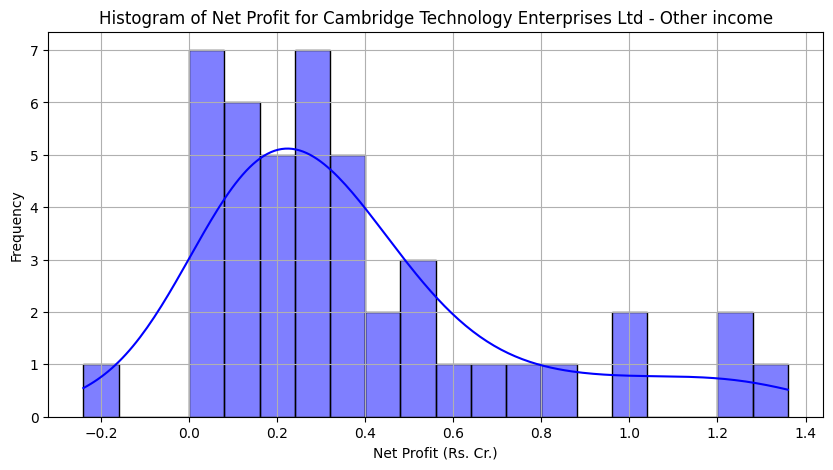 Histogram of Net Profit for Cambridge Technology Enterprises Ltd - Other income
7
6
5
4
3
2
1
0
Frequency
−0.2 0.0 0.2 0.4 0.6 0.8 1.0 1.2 1.4
Net Profit (Rs. Cr.)